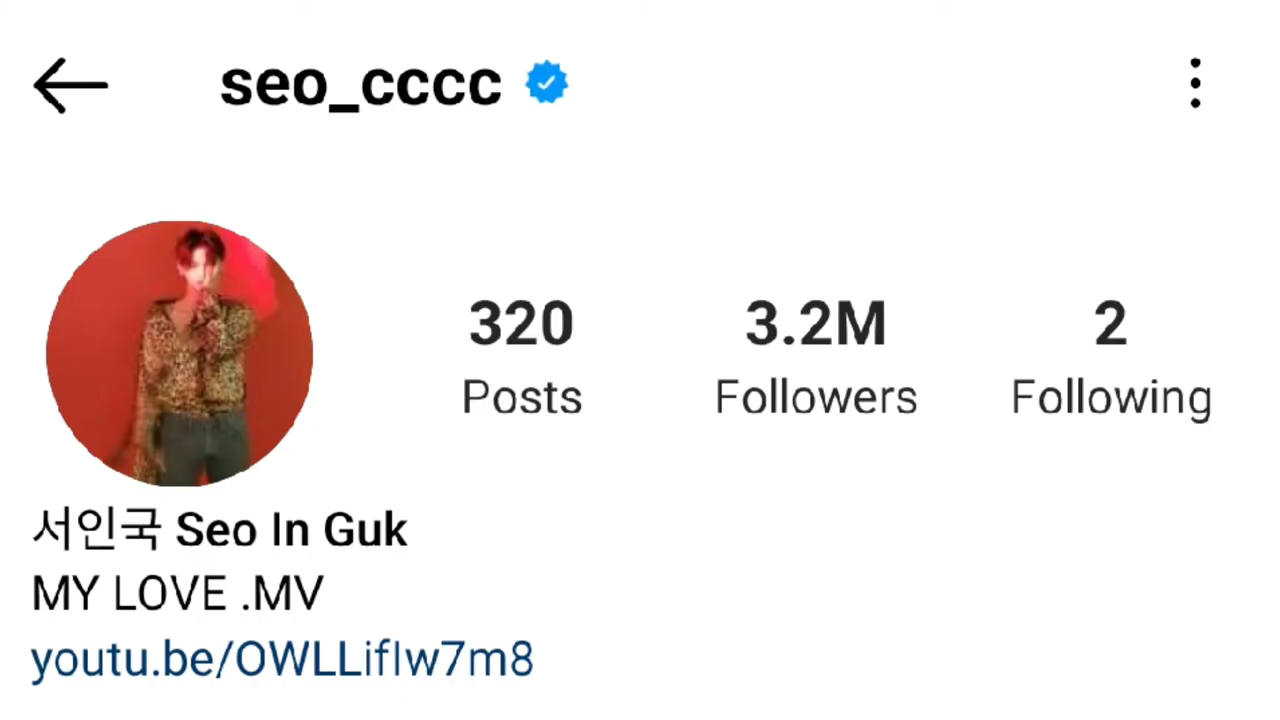 seo_cccc
320 3.2M 2
Posts Followers Following
서인국 Seo In Guk
MY LOVE .MV
youtu.be/OWLLifIw7m8